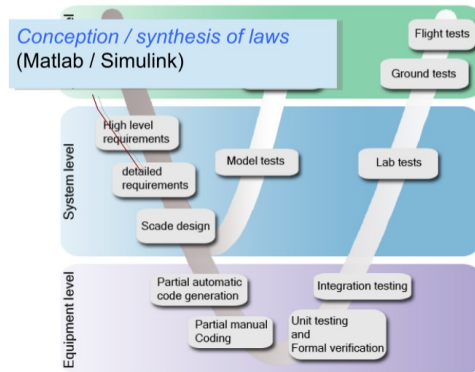 Conception / synthesis of laws
(Matlab / Simulink)
Flight tests
Ground tests
System level
High level
requirements
detailed
requirements
Model tests
Lab tests
Scade design
Equipment level
Partial automatic
code generation
Integration testing
Partial manual
Coding
Unit testing
and
Formal verification